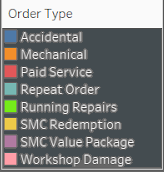 Order Type
Accidental
Mechanical
Paid Service
Repeat Order
Running Repairs
SMC Redemption
SMC Value Package
Workshop Damage